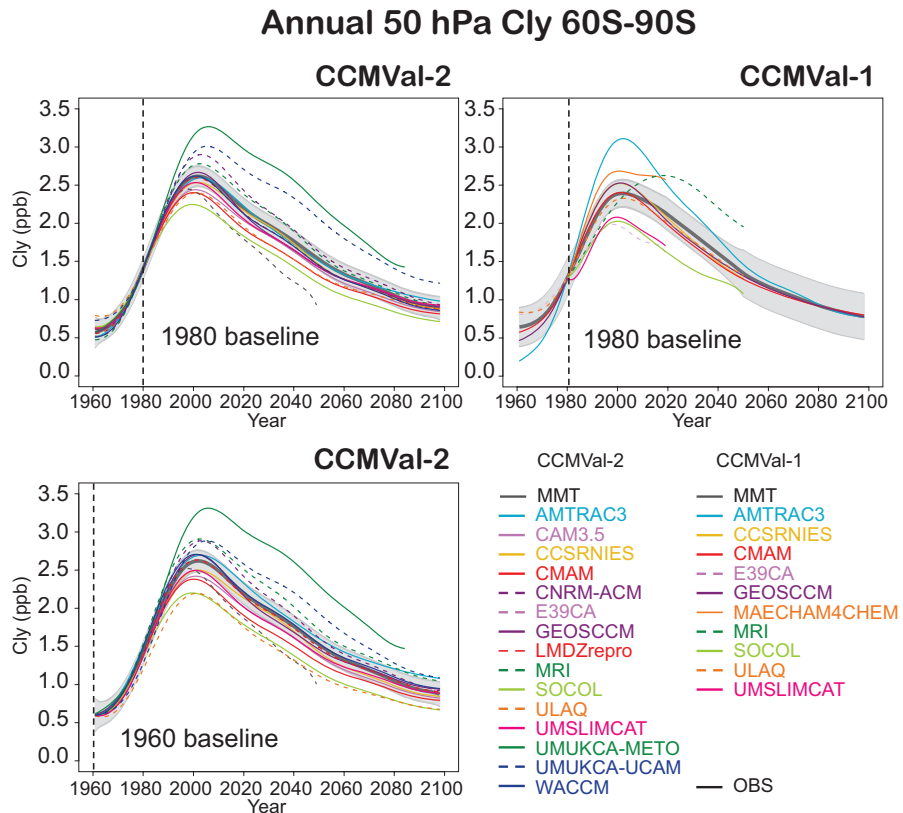 Annual 50 hPa Cly 60S-90S
CCMVal-2
CCMVal-1
3.5
3.0
2.5
2.0
1.5
1.0
0.5
0.0
Cly (ppb)
1980 baseline
1960 1980 2000 2020 2040 2060 2080 2100
Year
3.5
3.0
2.5
2.0
1.5
1.0
0.5
0.0
1980 baseline
1960 1980 2000 2020 2040 2060 2080 2100
Year
CCMVal-2
3.5
3.0
2.5
2.0
1.5
1.0
0.5
0.0
Cly (ppb)
1960 baseline
1960 1980 2000 2020 2040 2060 2080 2100
Year
CCMVal-2
MMT
AMTRAC3
CAM3.5
CCSRNIES
CMAM
CNRM-ACM
E39CA
GEOSCCM
LMDZrepro
MRI
SOCOL
ULAQ
UMSLIMCAT
UMUKCA-METO
UMUKCA-UCAM
WACCM
CCMVal-1
MMT
AMTRAC3
CCSRNIES
CMAM
E39CA
GEOSCCM
MAECHAM4CHEM
MRI
SOCOL
ULAQ
UMSLIMCAT
OBS